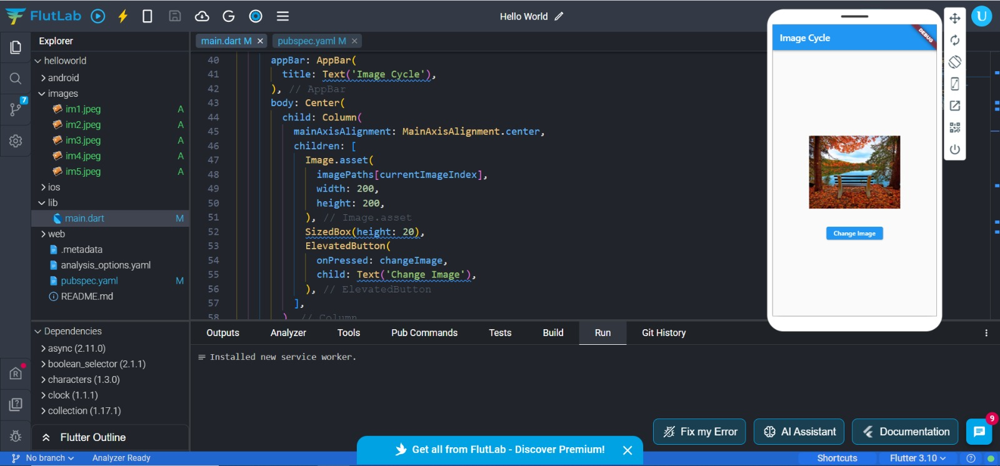 FlutLab
Hello World
U
Explorer
helloworld
android
images
im1.jpeg A
im2.jpeg A
im3.jpeg A
im4.jpeg A
im5.jpeg A
ios
lib
main.dart M
web
.metadata
analysis_options.yaml
pubspec.yaml M
README.md
7
Dependencies
async (2.11.0)
boolean_selector (2.1.1)
characters (1.3.0)
clock (1.1.1)
collection (1.17.1)
Flutter Outline
main.dart M ×
pubspec.yaml M ×
40 appBar: AppBar(
41 title: Text('Image Cycle'),
42 ), // AppBar
43 body: Center(
44 child: Column(
45 mainAxisAlignment: MainAxisAlignment.center,
46 children: [
47 Image.asset(
48 imagePaths[currentImageIndex],
49 width: 200,
50 height: 200,
51 ), // Image.asset
52 SizedBox(height: 20),
53 ElevatedButton(
54 onPressed: changeImage,
55 child: Text('Change Image'),
56 ), // ElevatedButton
57 ],
58 ) // Column
Image Cycle
DEBUG
Change Image
Outputs Analyzer Tools Pub Commands Tests Build Run Git History
Installed new service worker.
Fix my Error
AI Assistant
Documentation
9
Get all from FlutLab - Discover Premium!
No branch
Analyzer Ready
Shortcuts
Flutter 3.10